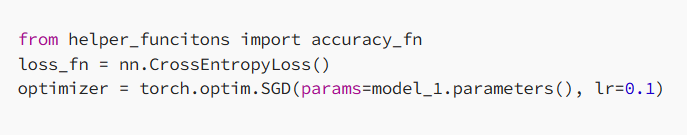 from helper_funcitons import accuracy_fn
loss_fn = nn.CrossEntropyLoss()
optimizer = torch.optim.SGD(params=model_1.parameters(), lr=0.1)